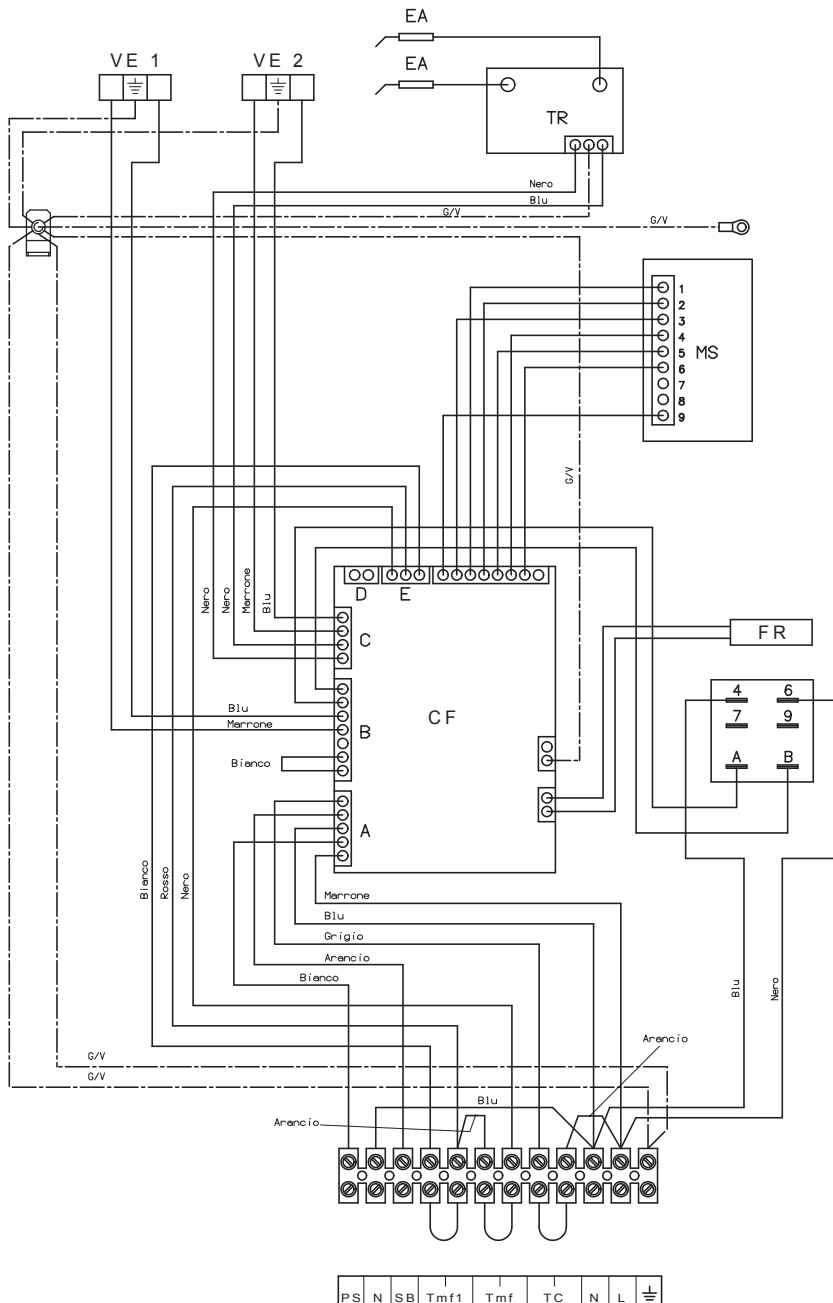 EA
VE 1
VE 2
EA
TR
Nero
Blu
G/V
G/V
1
2
3
4
5
6
7
8
9
MS
G/V
Nero
Nero
Marrone
Blu
D
E
C
FR
CF
4
6
7
9
A
B
Blu
Marrone
B
Bianco
A
Bianco
Rosso
Nero
Marrone
Blu
Grigio
Arancio
Bianco
Blu
Nero
Arancio
G/V
G/V
Blu
Arancio
PS N SB Tmf1 Tmf TC N L